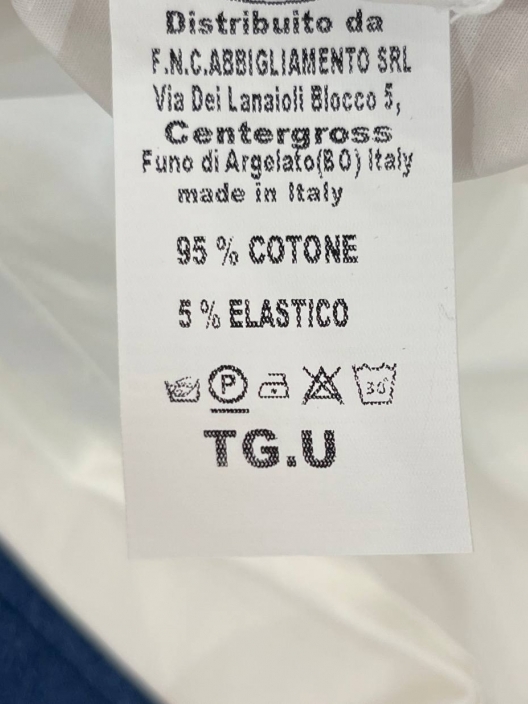 Distribuito da
F.N.C.ABBIGLIAMENTO SRL
Via Dei Lanaioli Blocco 5,
Centergross
Funo di Argelato(BO) Italy
made in Italy
95 % COTONE
5 % ELASTICO
P 30°
TG.U